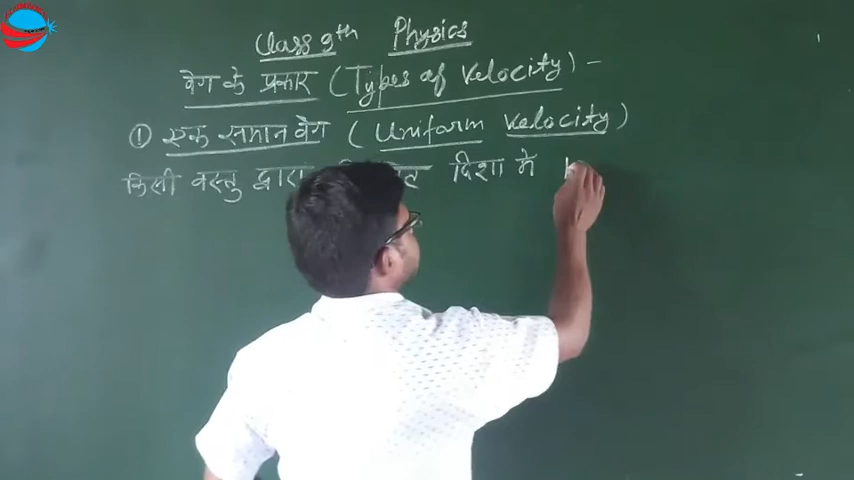 Class 9th Physics
वेग के प्रकार (Types of Velocity) -
① एक समान वेग (Uniform velocity)
किसी वस्तु द्वारा दिशा मे